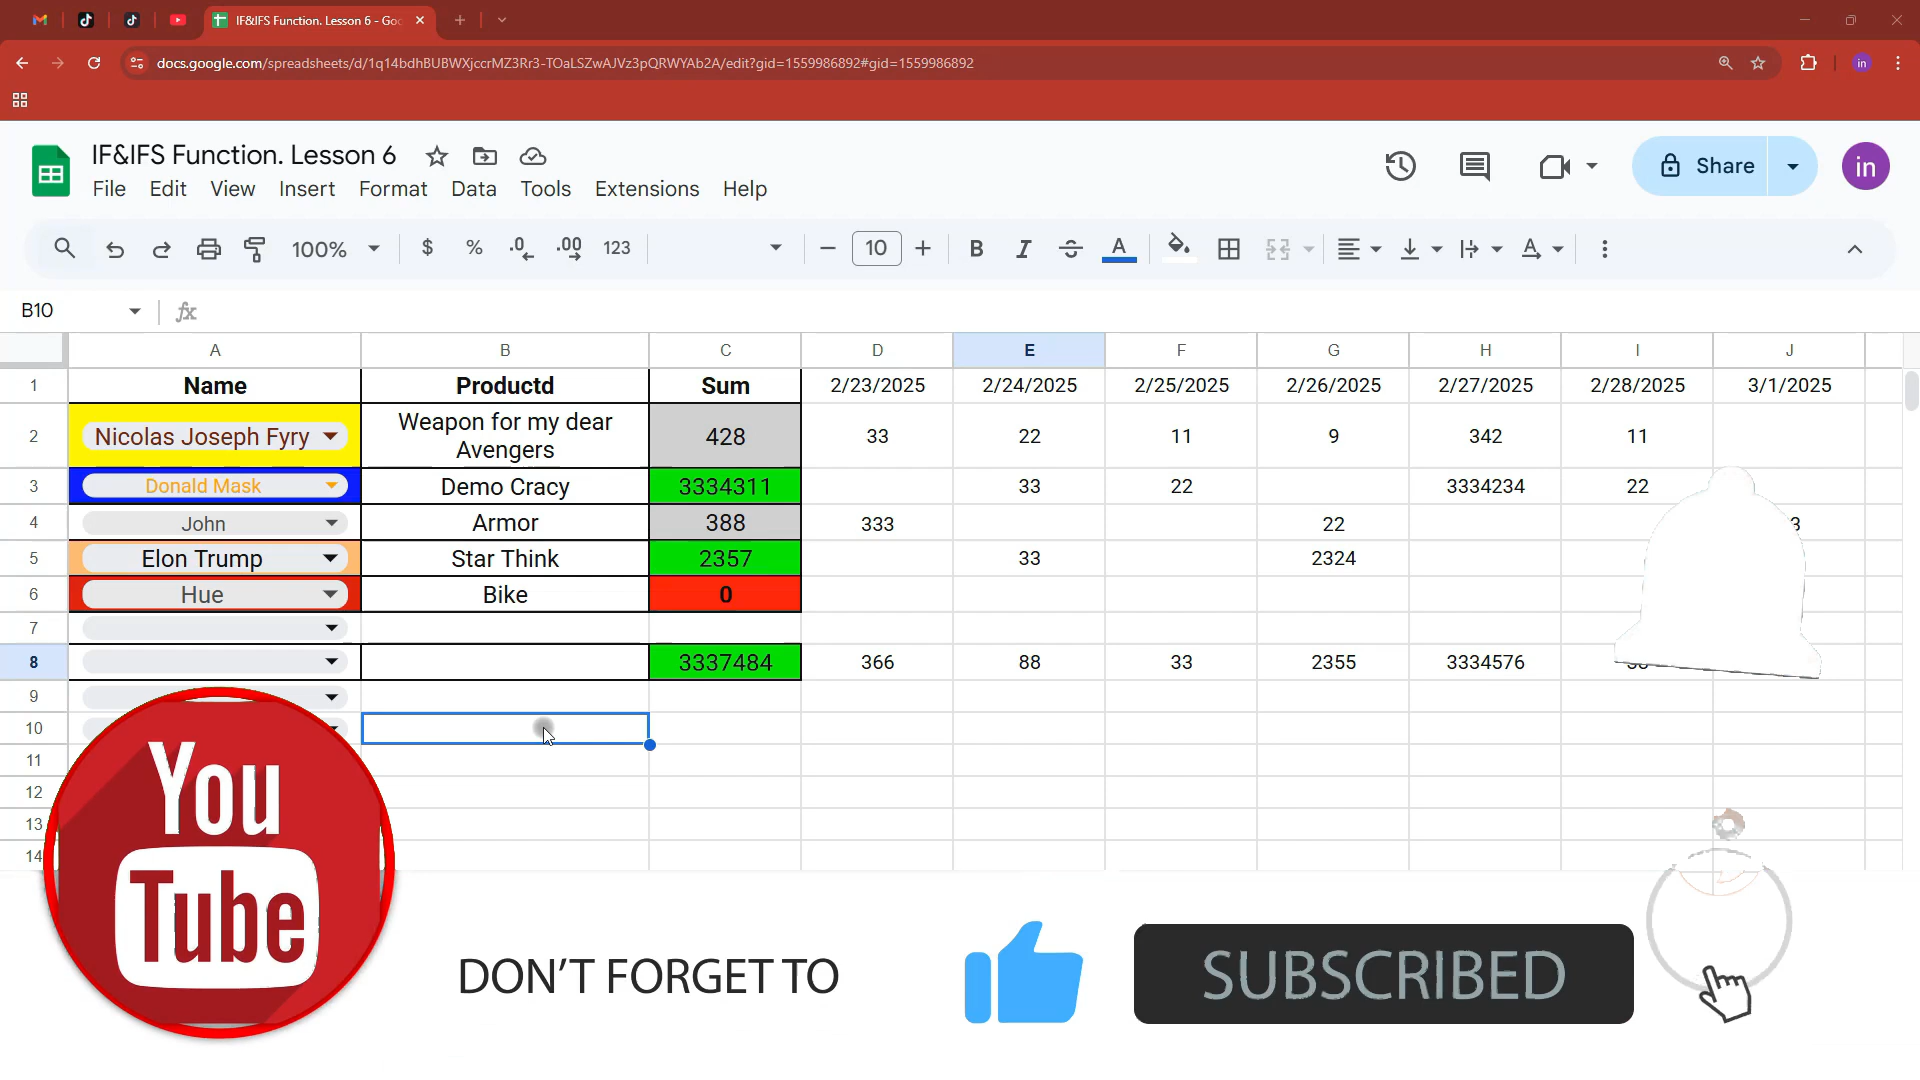 IF&IFS Function. Lesson 6 - Goo
docs.google.com/spreadsheets/d/1q14bdhBUBWXjccrMZ3Rr3-TOaLSZwAJVz3pQRWYAb2A/edit?gid=1559986892#gid=1559986892
in
IF&IFS Function. Lesson 6
File Edit View Insert Format Data Tools Extensions Help
Share
in
100% $ % .0 .00 123 10 B I S A A
B10 fx
A B C D E F G H I J
1 Name Productd Sum 2/23/2025 2/24/2025 2/25/2025 2/26/2025 2/27/2025 2/28/2025 3/1/2025
2 Nicolas Joseph Fyry Weapon for my dear Avengers 428 33 22 11 9 342 11
3 Donald Mask Demo Cracy 3334311 33 22 3334234 22
4 John Armor 388 333 22 3
5 Elon Trump Star Think 2357 33 2324
6 Hue Bike 0
7
8 3337484 366 88 33 2355 3334576
9
10
11
12
13
14
You
Tube
DON'T FORGET TO
SUBSCRIBED